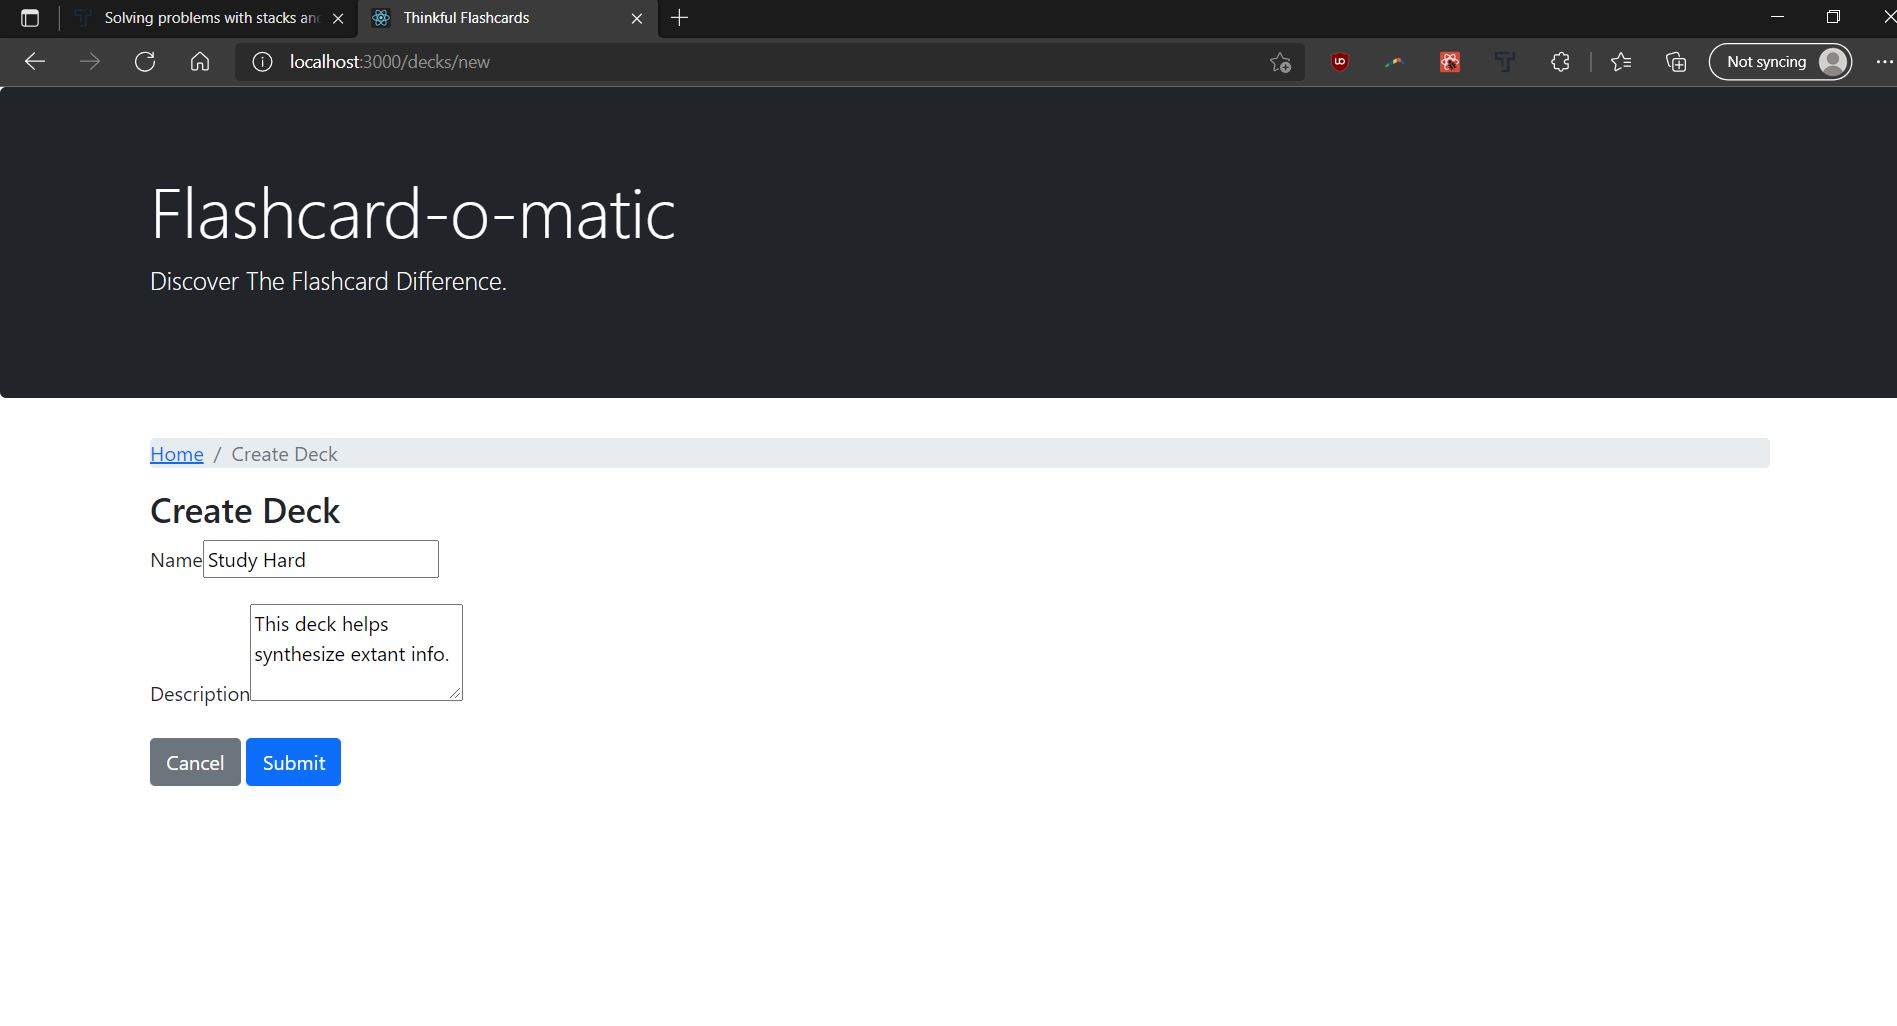 Solving problems with stacks an
Thinkful Flashcards
localhost:3000/decks/new
Not syncing
Flashcard-o-matic
Discover The Flashcard Difference.
Home / Create Deck
Create Deck
Name Study Hard
This deck helps
synthesize extant info.
Description
Cancel Submit